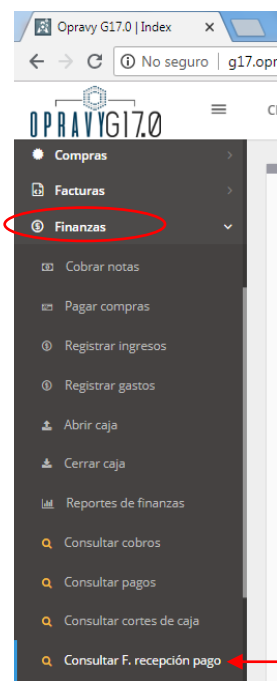 Opravy G17.0 | Index
No seguro | g17.opr
OPRAVYG17.0
Compras
Facturas
Finanzas
Cobrar notas
Pagar compras
Registrar ingresos
Registrar gastos
Abrir caja
Cerrar caja
Reportes de finanzas
Consultar cobros
Consultar pagos
Consultar cortes de caja
Consultar F. recepción pago